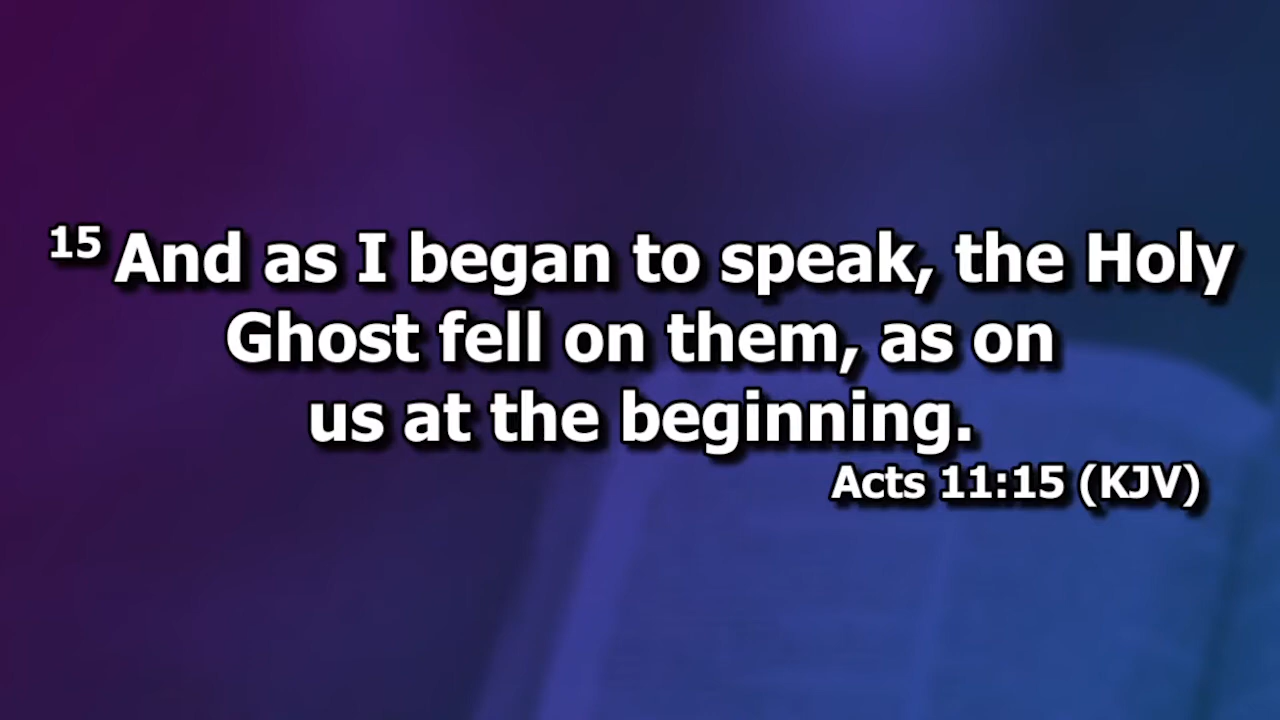 15 And as I began to speak, the Holy
Ghost fell on them, as on
us at the beginning.
Acts 11:15 (KJV)